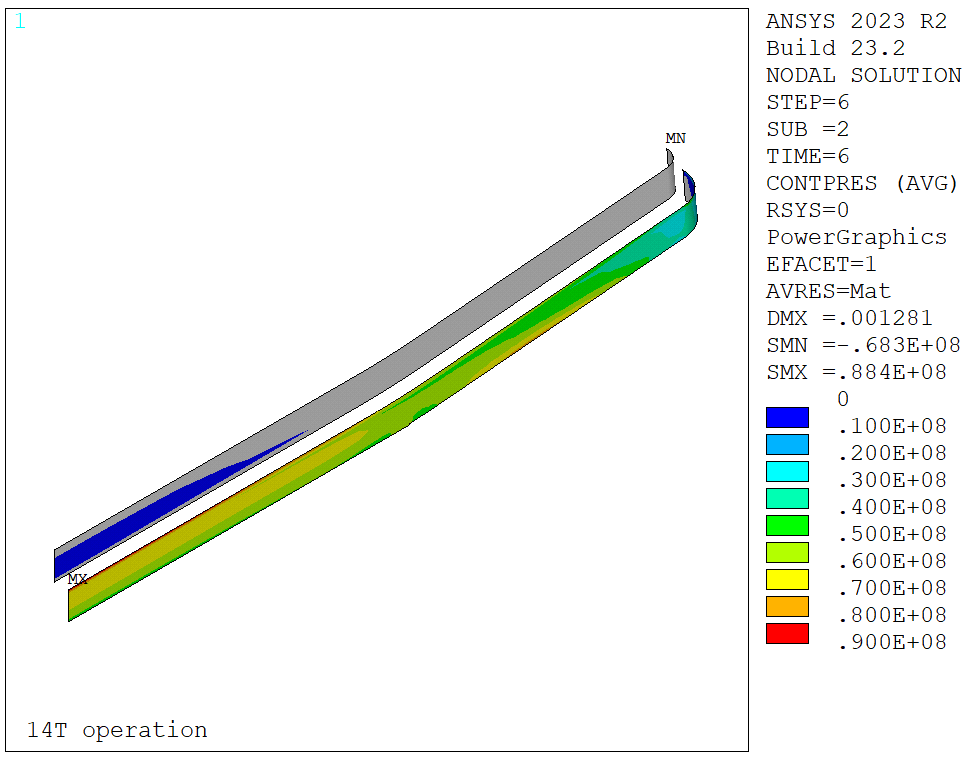 1
ANSYS 2023 R2
Build 23.2
NODAL SOLUTION
STEP=6
SUB =2
TIME=6
CONTPRES (AVG)
RSYS=0
PowerGraphics
EFACET=1
AVRES=Mat
DMX =.001281
SMN =-.683E+08
SMX =.884E+08
0
.100E+08
.200E+08
.300E+08
.400E+08
.500E+08
.600E+08
.700E+08
.800E+08
.900E+08
MN
MX
14T operation